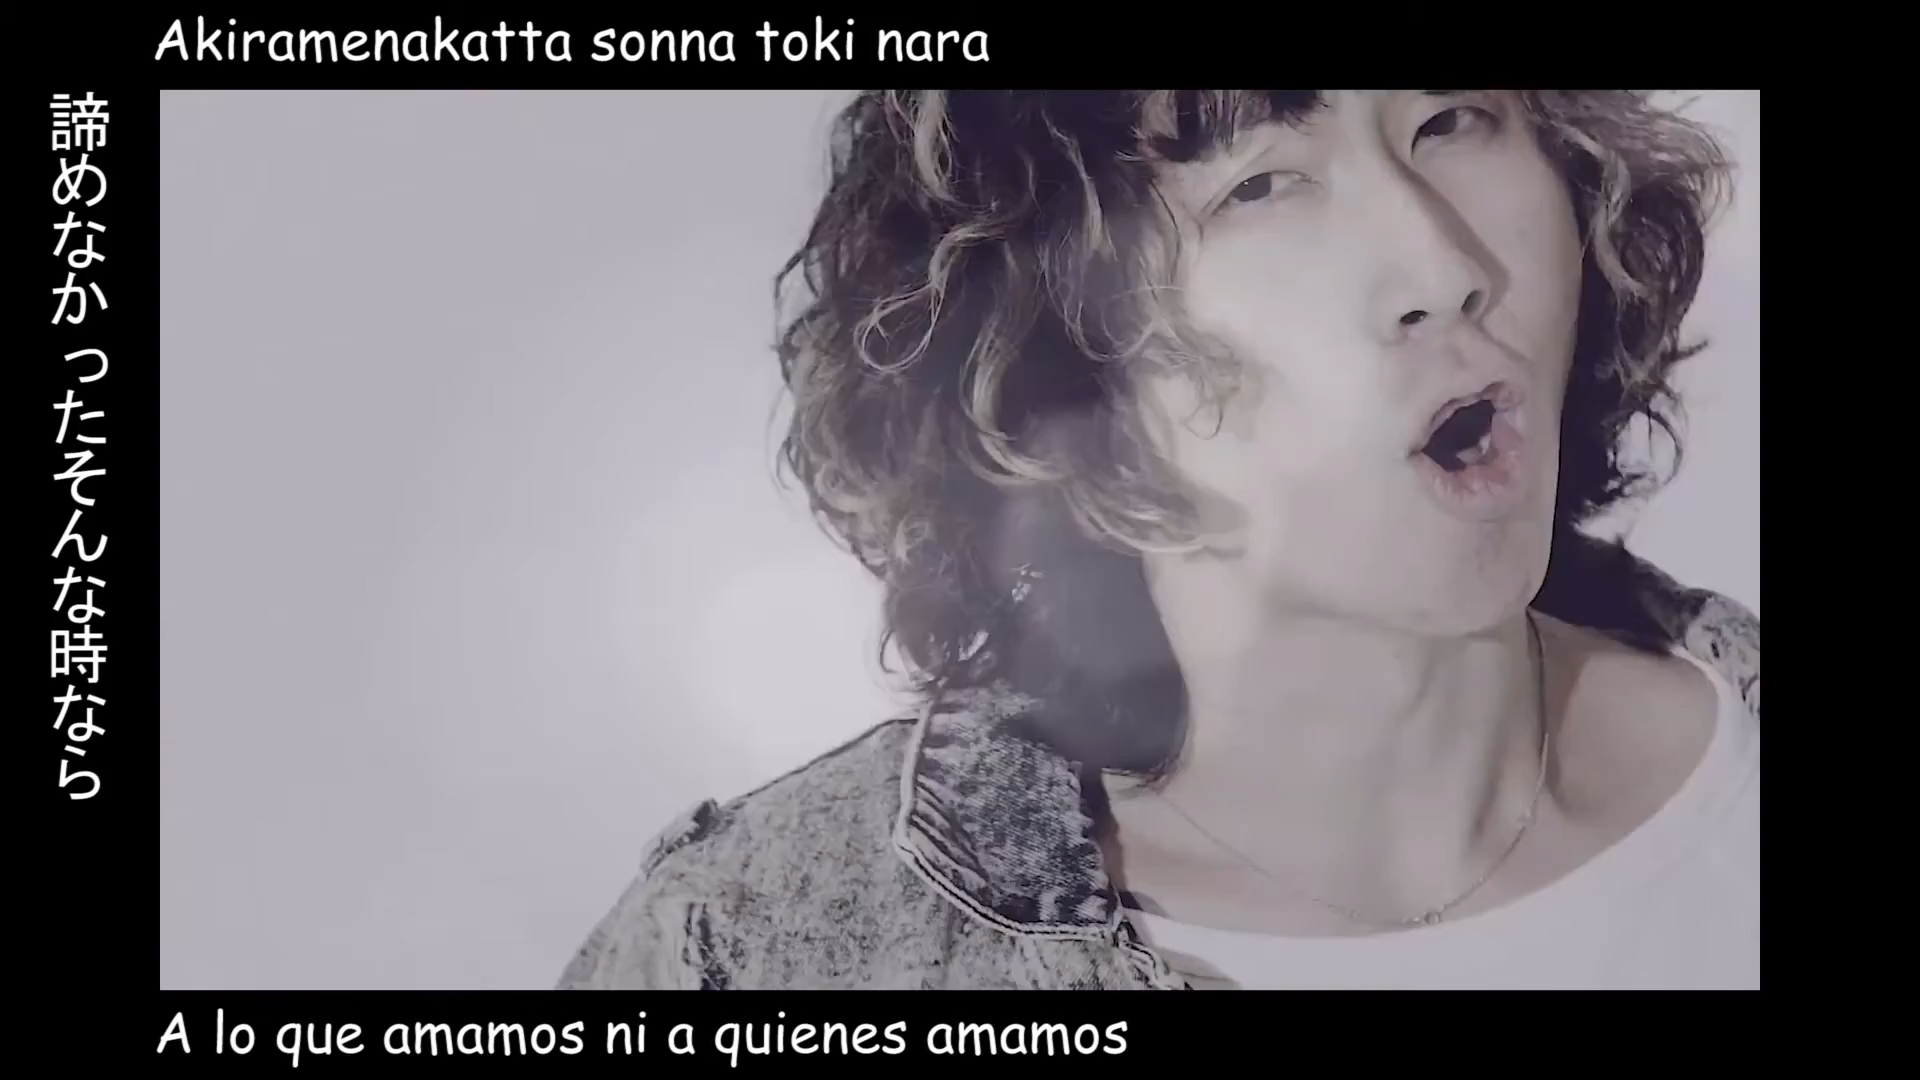 Akiramenakatta sonna toki nara
諦めなかったそんな時なら
A lo que amamos ni a quienes amamos